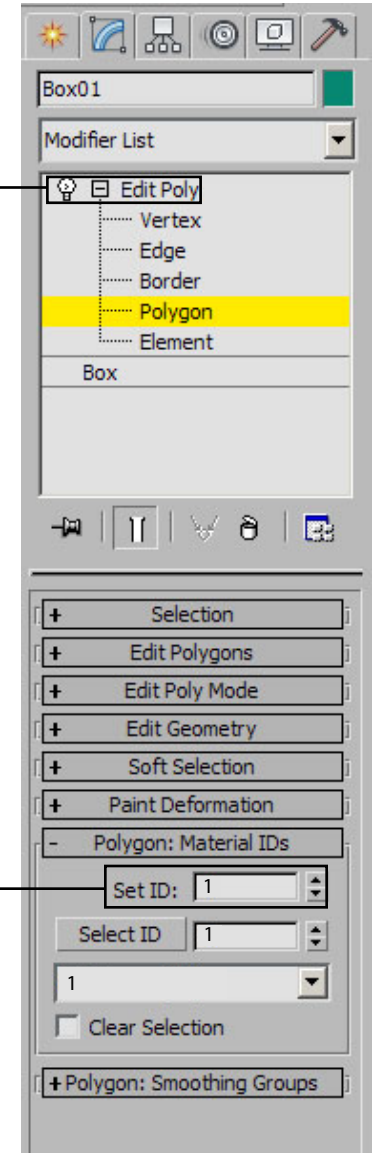 Box01
Modifier List
Edit Poly
Vertex
Edge
Border
Polygon
Element
Box
+ Selection
+ Edit Polygons
+ Edit Poly Mode
+ Edit Geometry
+ Soft Selection
+ Paint Deformation
- Polygon: Material IDs
Set ID: 1
Select ID 1
1
Clear Selection
+ Polygon: Smoothing Groups